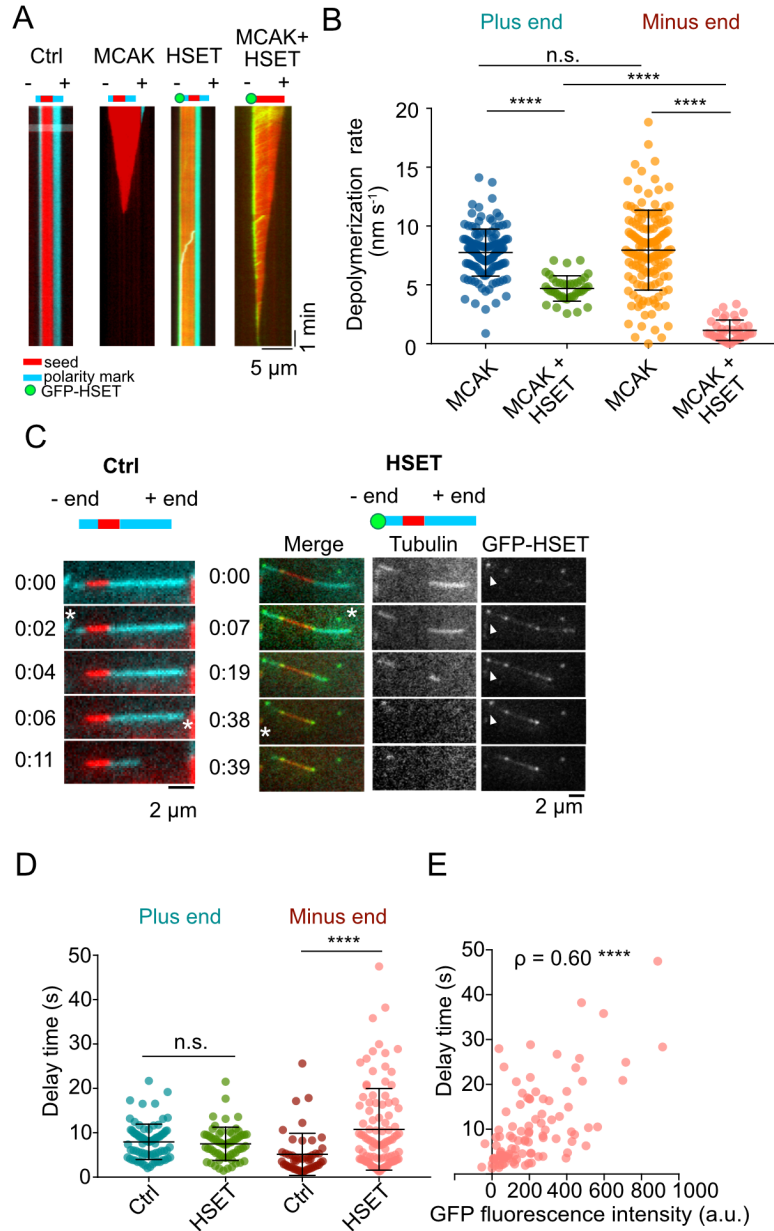 A
Ctrl
MCAK
HSET
MCAK+
HSET
- +
- +
- +
- +
1 min
5 µm
seed
polarity mark
GFP-HSET
B
Plus end
Minus end
n.s.
****
****
****
Depolymerization rate
(nm s-1)
20
15
10
5
0
MCAK
MCAK +
HSET
MCAK
MCAK +
HSET
C
Ctrl
- end + end
0:00
0:02
*
0:04
0:06
*
0:11
2 µm
HSET
- end + end
Merge Tubulin GFP-HSET
0:00
0:07
*
0:19
0:38
*
0:39
2 µm
D
Plus end
Minus end
n.s.
****
Delay time (s)
50
40
30
20
10
0
Ctrl
HSET
Ctrl
HSET
E
ρ = 0.60 ****
Delay time (s)
50
40
30
20
10
0 200 400 600 800 1000
GFP fluorescence intensity (a.u.)